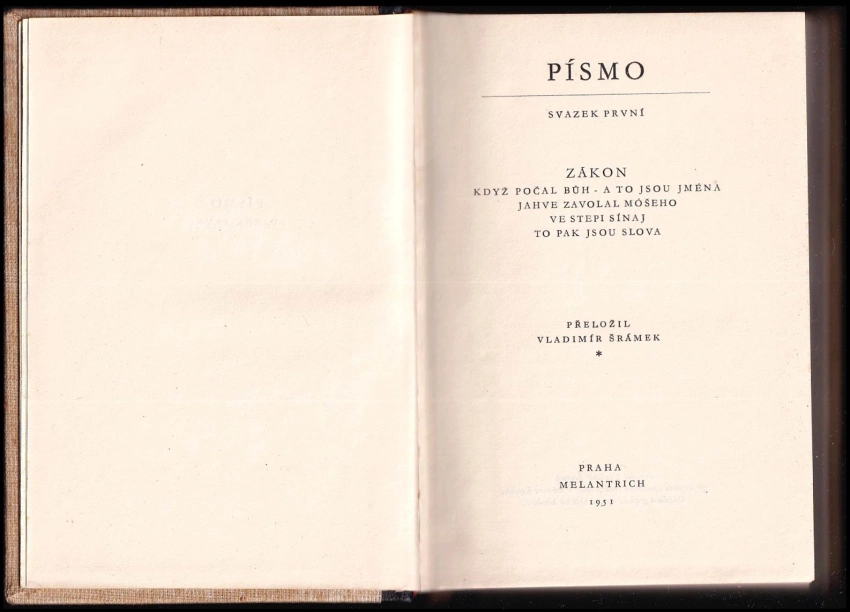 PÍSMO
SVAZEK PRVNÍ
ZÁKON
KDYŽ POČAL BŮH - A TO JSOU JMÉNA
JAHVE ZAVOLAL MÓŠEHO
VE STEPI SÍNAJ
TO PAK JSOU SLOVA
PŘELOŽIL
VLADIMÍR ŠRÁMEK
*
PRAHA
MELANTRICH
1951